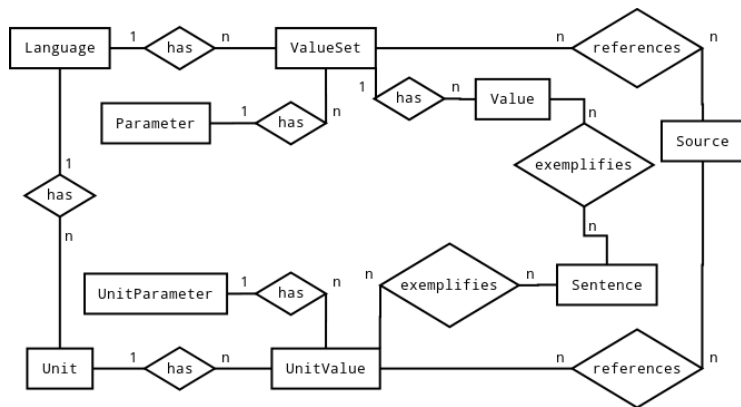 Language 1 has n ValueSet n references n
Parameter 1 has n
1 has n Value n
exemplifies
Source
1
has
n
n
UnitParameter 1 has n
n exemplifies n Sentence
Unit 1 has n UnitValue n references n